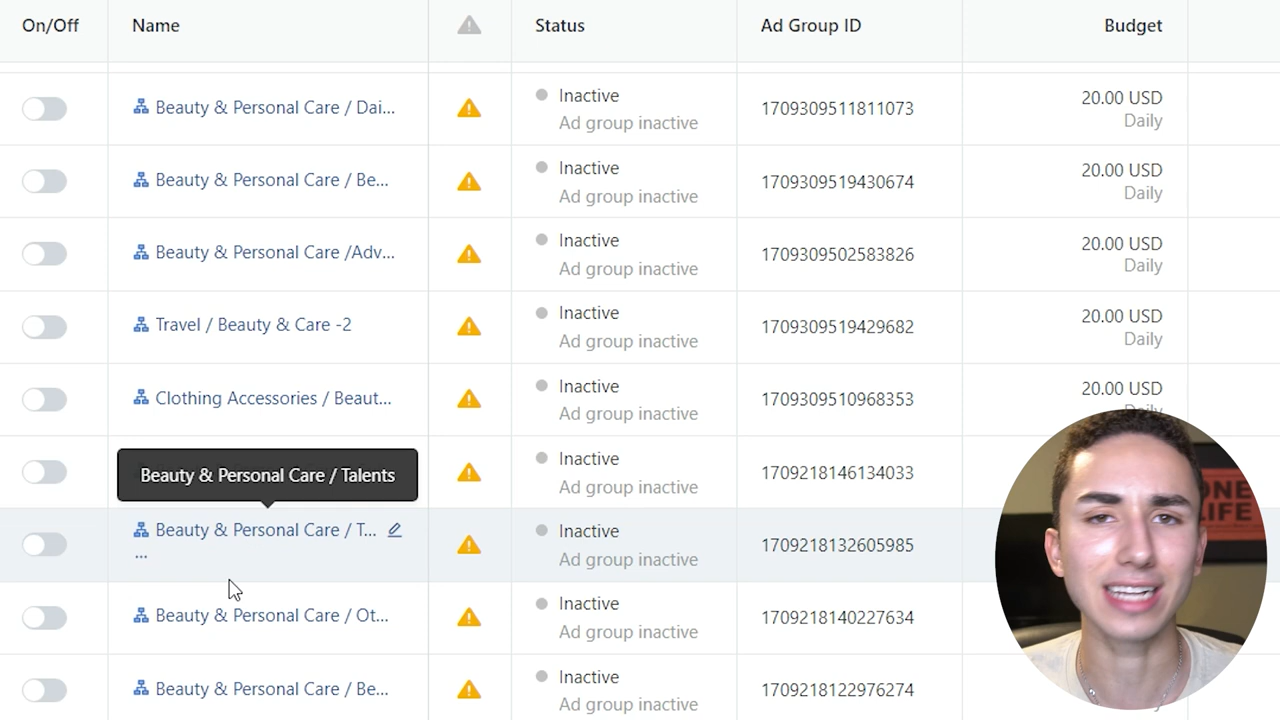 On/Off Name Status Ad Group ID Budget
Beauty & Personal Care / Dai... Inactive 1709309511811073 20.00 USD
Ad group inactive Daily
Beauty & Personal Care / Be... Inactive 1709309519430674 20.00 USD
Ad group inactive Daily
Beauty & Personal Care /Adv... Inactive 1709309502583826 20.00 USD
Ad group inactive Daily
Travel / Beauty & Care -2 Inactive 1709309519429682 20.00 USD
Ad group inactive Daily
Clothing Accessories / Beaut... Inactive 1709309510968353 20.00 USD
Ad group inactive Daily
Beauty & Personal Care / Talents Inactive 1709218146134033
Ad group inactive
Beauty & Personal Care / T... Inactive 1709218132605985
... Ad group inactive
Beauty & Personal Care / Ot... Inactive 1709218140227634
Ad group inactive
Beauty & Personal Care / Be... Inactive 1709218122976274
Ad group inactive
ONE
LIFE